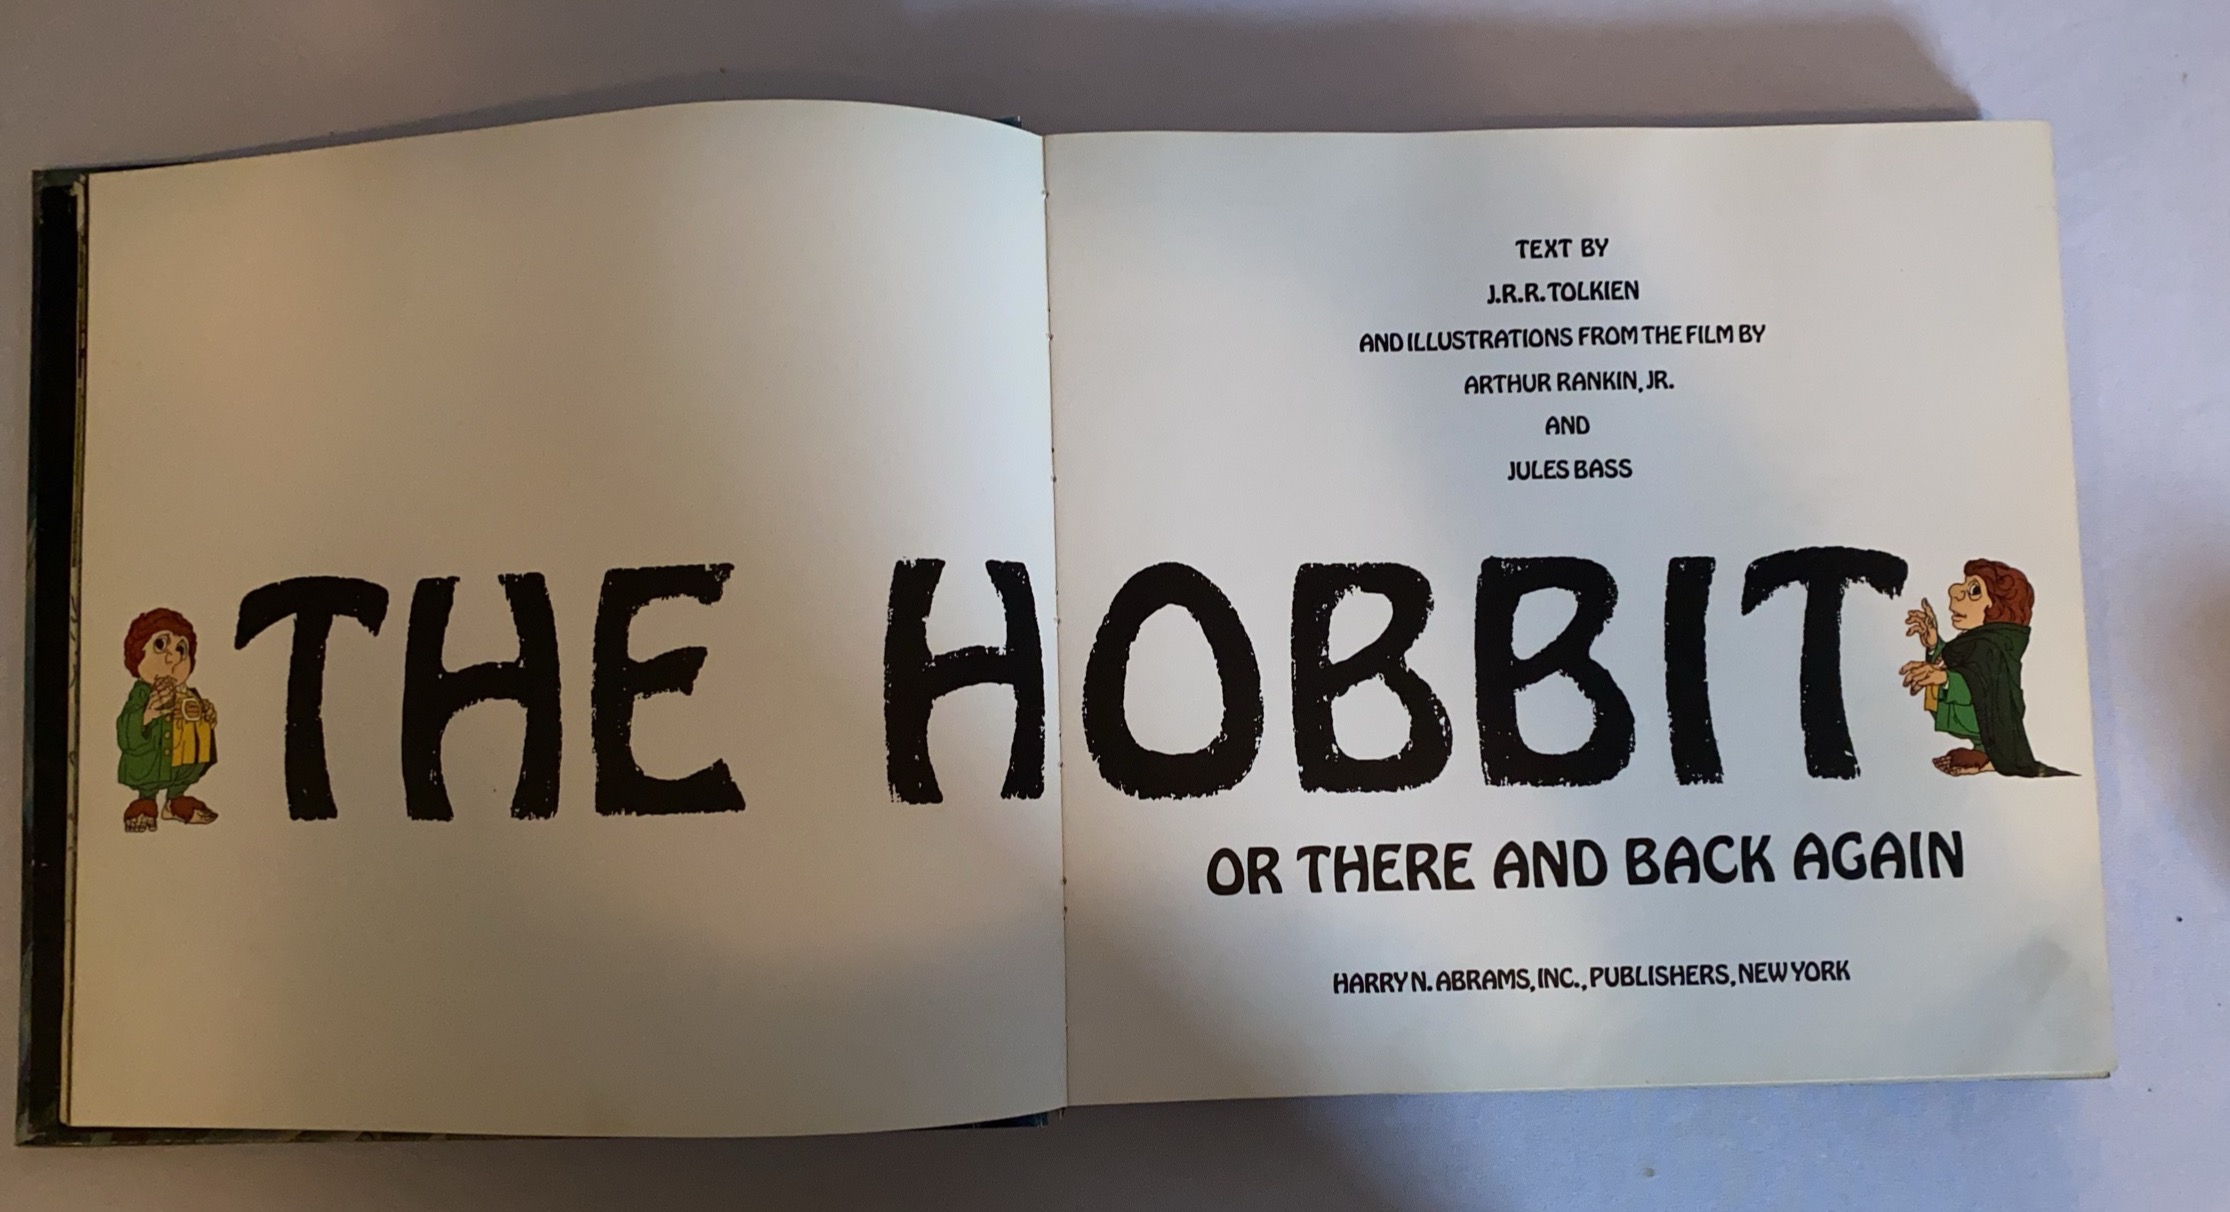 TEXT BY
J.R.R. TOLKIEN
AND ILLUSTRATIONS FROM THE FILM BY
ARTHUR RANKIN, JR.
AND
JULES BASS
THE HOBBIT
OR THERE AND BACK AGAIN
HARRY N. ABRAMS, INC., PUBLISHERS, NEW YORK